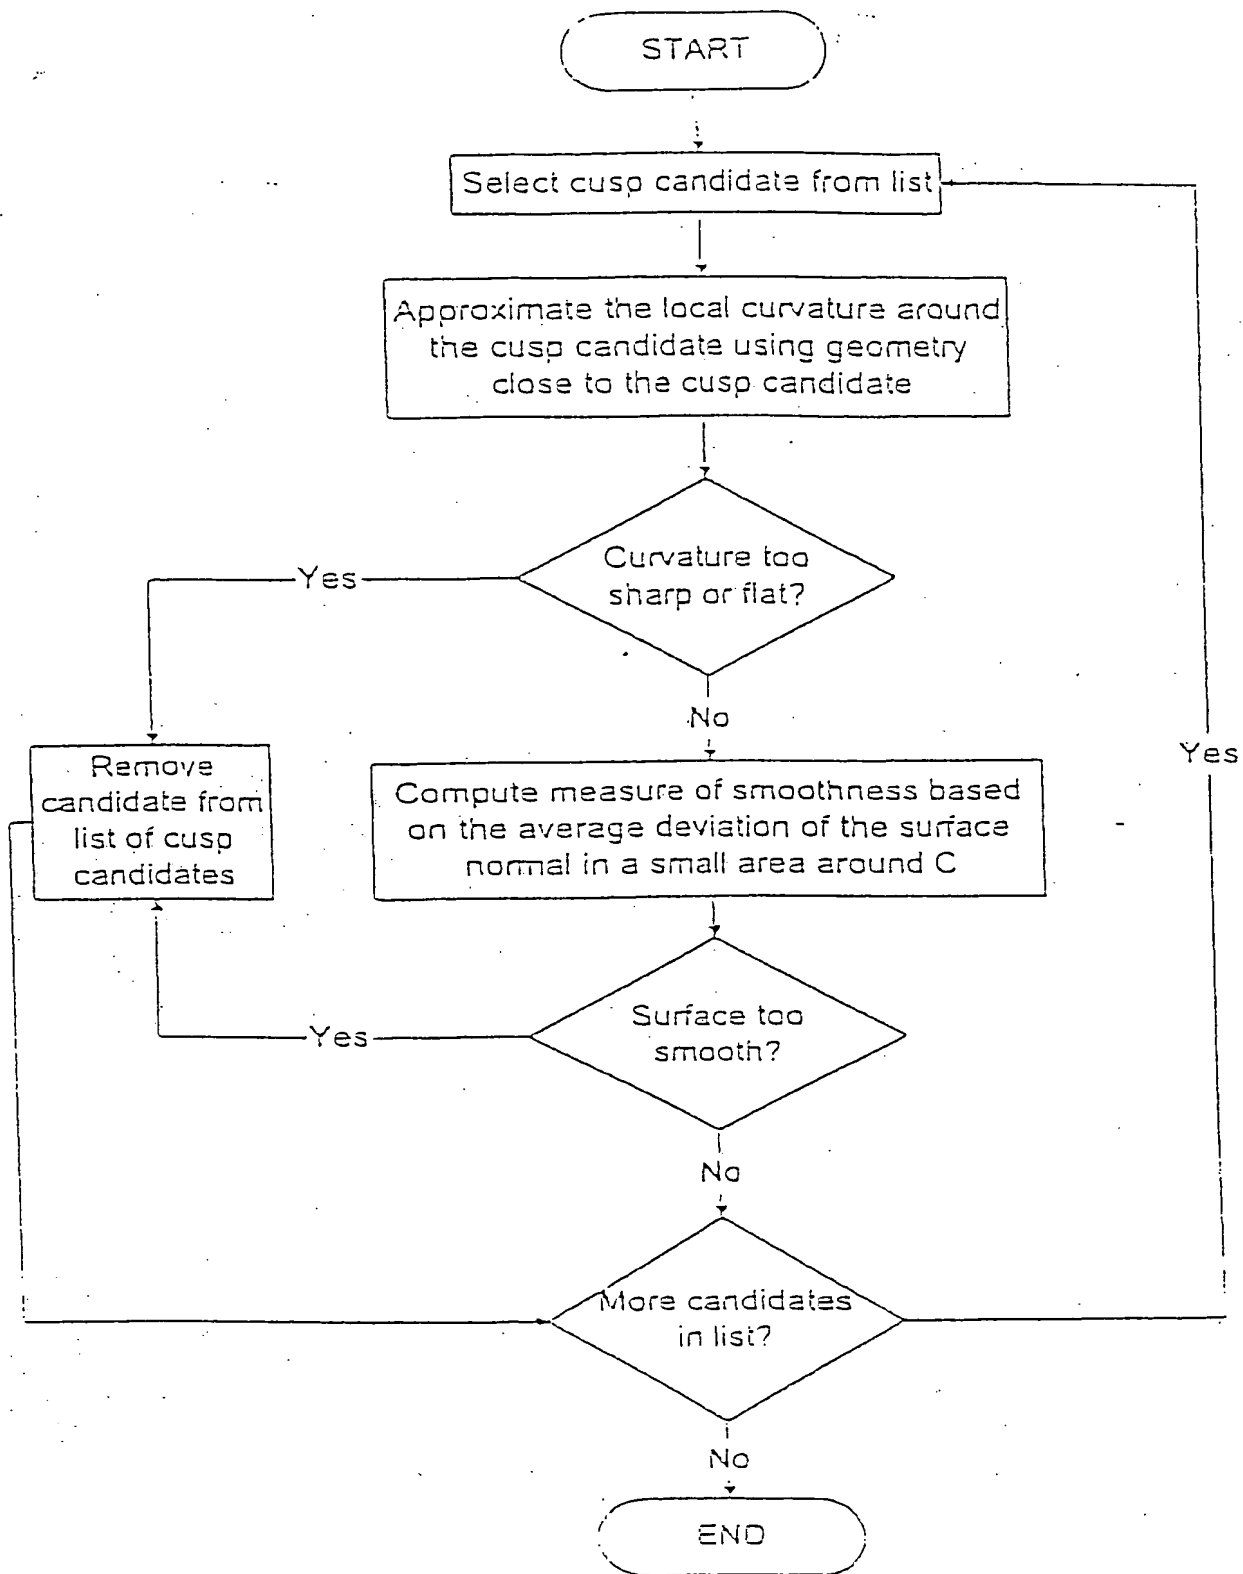 START
Select cusp candidate from list
Approximate the local curvature around
the cusp candidate using geometry
close to the cusp candidate
Curvature too
sharp or flat?
Yes
No
Remove
candidate from
list of cusp
candidates
Compute measure of smoothness based
on the average deviation of the surface
normal in a small area around C
Yes
Surface too
smooth?
Yes
No
More candidates
in list?
No
END